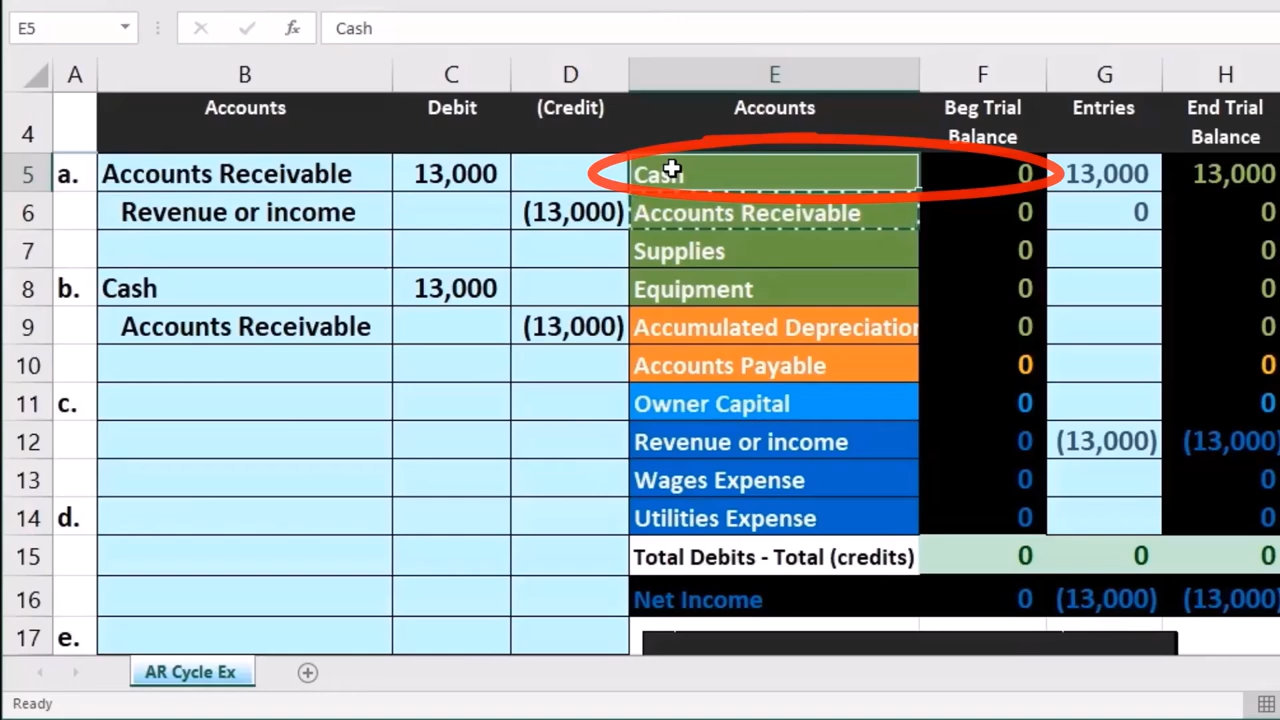 E5 fx Cash
A B C D E F G H
4 Accounts Debit (Credit) Accounts Beg Trial Balance Entries End Trial Balance
5 a. Accounts Receivable 13,000 Cash 0 13,000 13,000
6 Revenue or income (13,000) Accounts Receivable 0 0 0
7 Supplies 0 0
8 b. Cash 13,000 Equipment 0 0
9 Accounts Receivable (13,000) Accumulated Depreciation 0 0
10 Accounts Payable 0 0
11 c. Owner Capital 0 0
12 Revenue or income 0 (13,000) (13,000)
13 Wages Expense 0 0
14 d. Utilities Expense 0 0
15 Total Debits - Total (credits) 0 0 0
16 Net Income 0 (13,000) (13,000)
17 e.
AR Cycle Ex
Ready